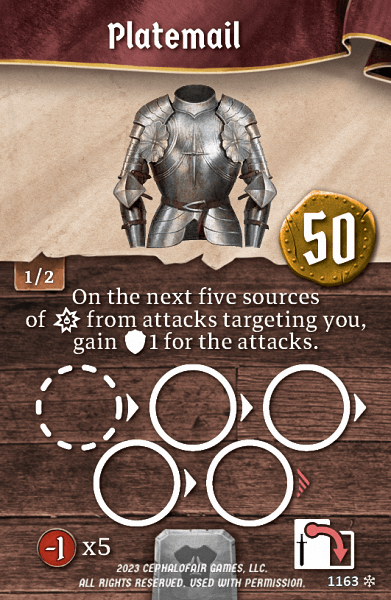 Platemail
50
1/2
On the next five sources
of from attacks targeting you,
gain 1 for the attacks.
-1 x5
2023 CEPHALOFAIR GAMES, LLC.
ALL RIGHTS RESERVED. USED WITH PERMISSION.
1163